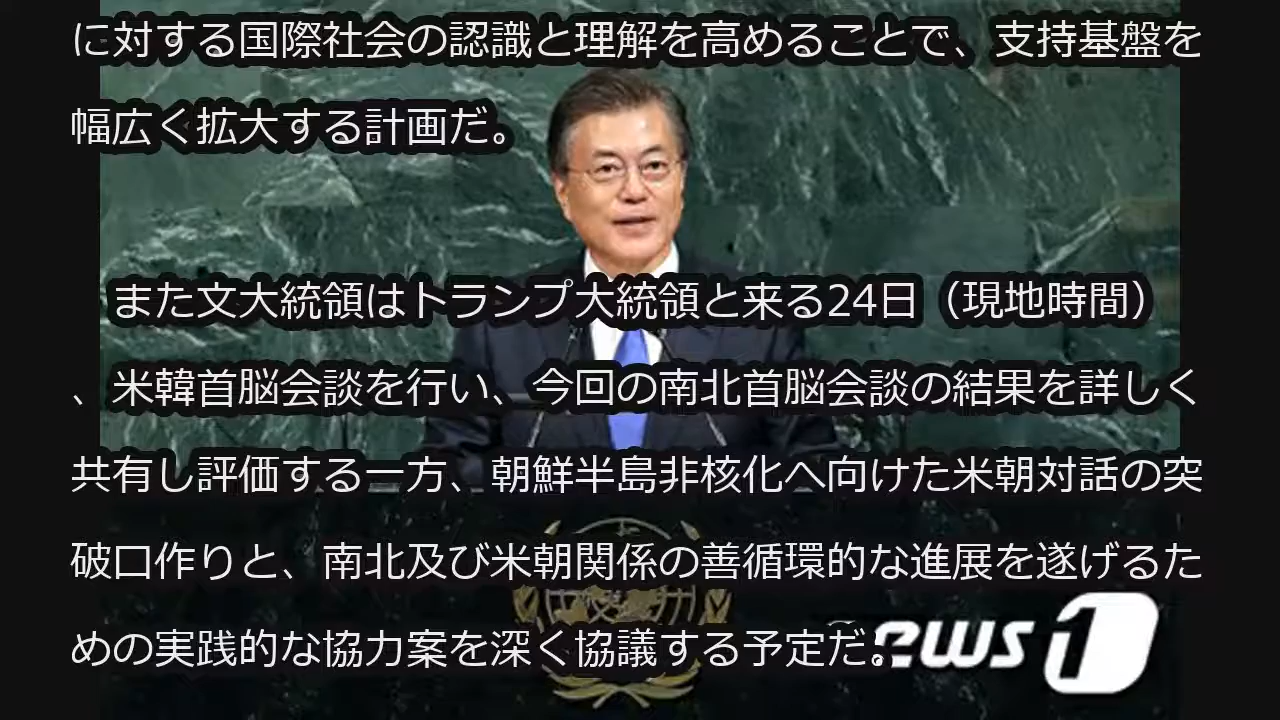 に対する国際社会の認識と理解を高めることで、支持基盤を
幅広く拡大する計画だ。
また文大統領はトランプ大統領と来る24日（現地時間）
、米韓首脳会談を行い、今回の南北首脳会談の結果を詳しく
共有し評価する一方、朝鮮半島非核化へ向けた米朝対話の突
破口作りと、南北及び米朝関係の善循環的な進展を遂げるた
めの実践的な協力案を深く協議する予定だ。
ews 1